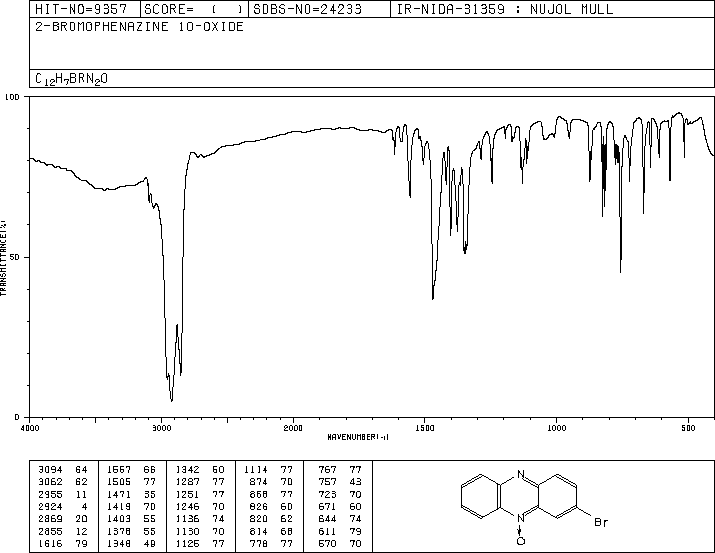 HIT-NO=9357 SCORE= ( ) SDBS-NO=24233 IR-NIDA-31359 : NUJOL MULL
2-BROMOPHENAZINE 10-OXIDE
C12H7BRN2O
100
50
0
TRANSMITTANCE(%)
4000 3000 2000 1500 1000 500
WAVENUMBER(-1)
3094 64 1557 66 1342 50 1114 77 767 77
3062 62 1505 77 1287 77 874 70 757 43
2955 11 1471 35 1251 77 868 77 723 70
2924 4 1419 70 1246 70 826 60 671 60
2869 20 1403 55 1136 74 820 62 644 74
2855 12 1378 55 1130 70 814 68 611 79
1616 79 1348 49 1125 77 778 77 570 70
N
N
O
Br